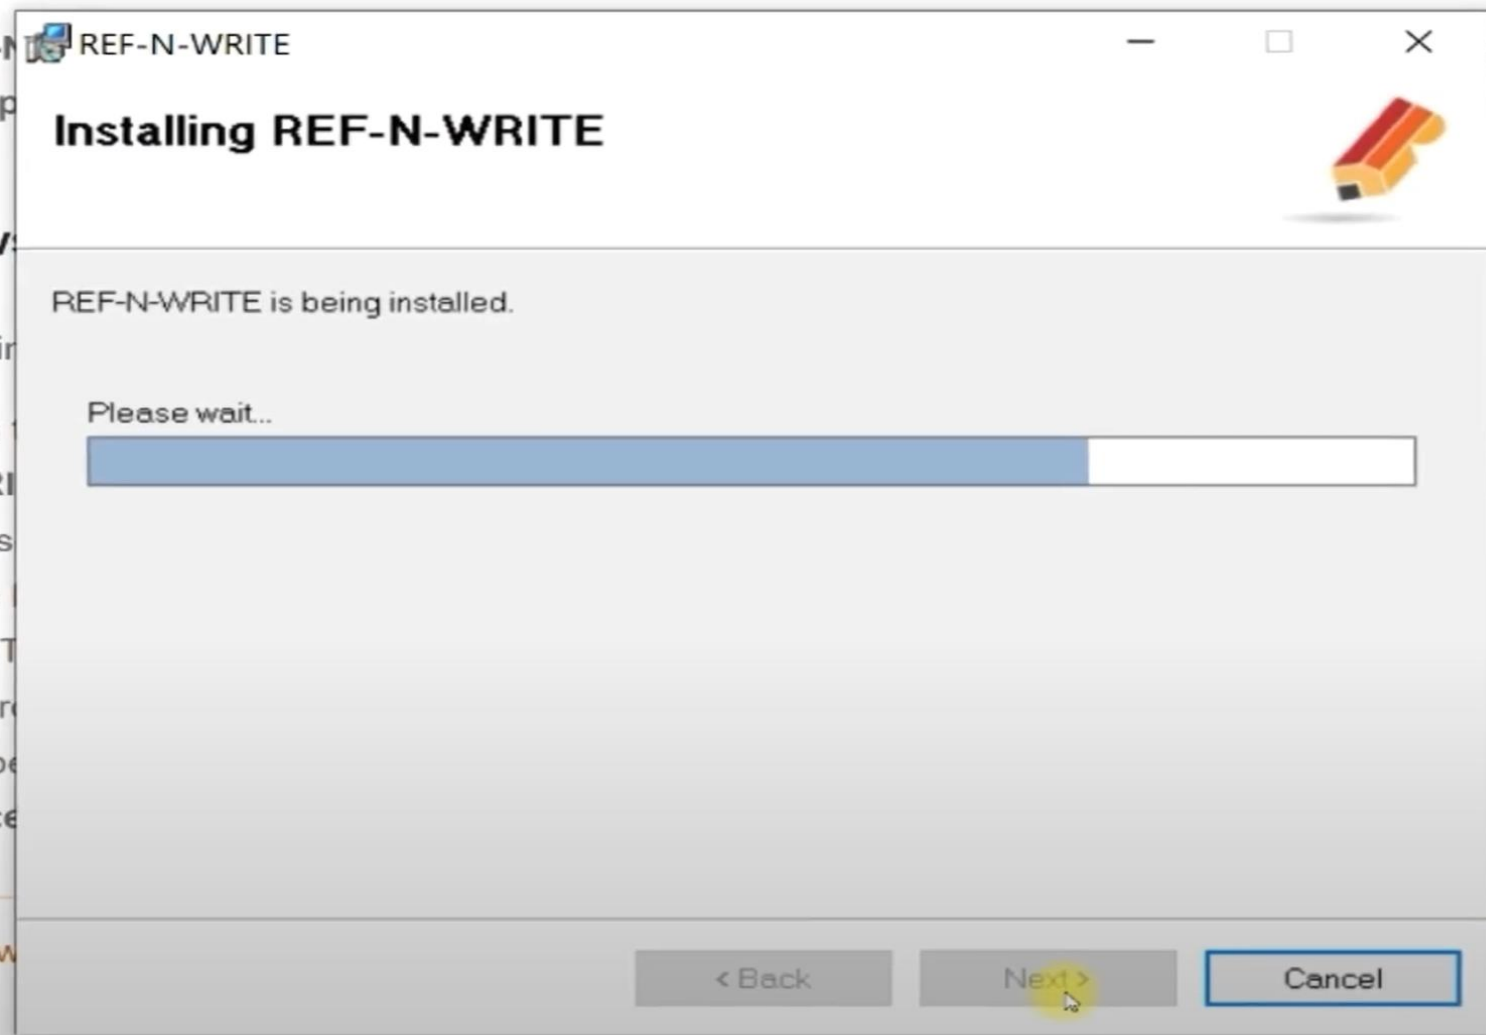 REF-N-WRITE
Installing REF-N-WRITE
REF-N-WRITE is being installed.
Please wait...
< Back
Next >
Cancel